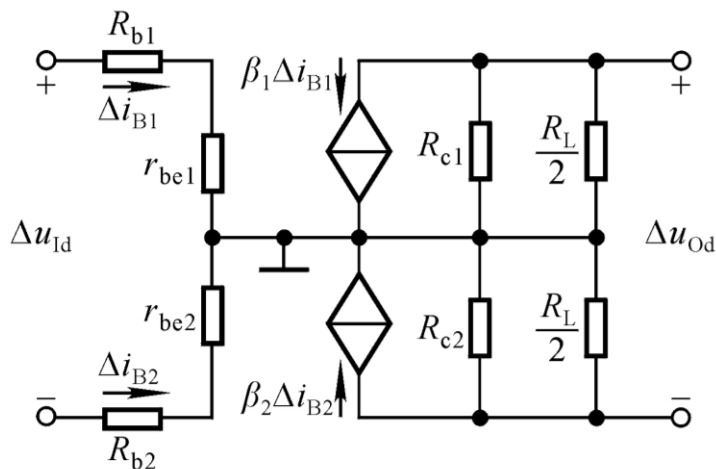 R_b1
+
Δi_B1
β_1Δi_B1
+
r_be1
R_c1
R_L/2
Δu_Id
Δu_Od
r_be2
R_c2
R_L/2
Δi_B2
β_2Δi_B2
−
−
R_b2